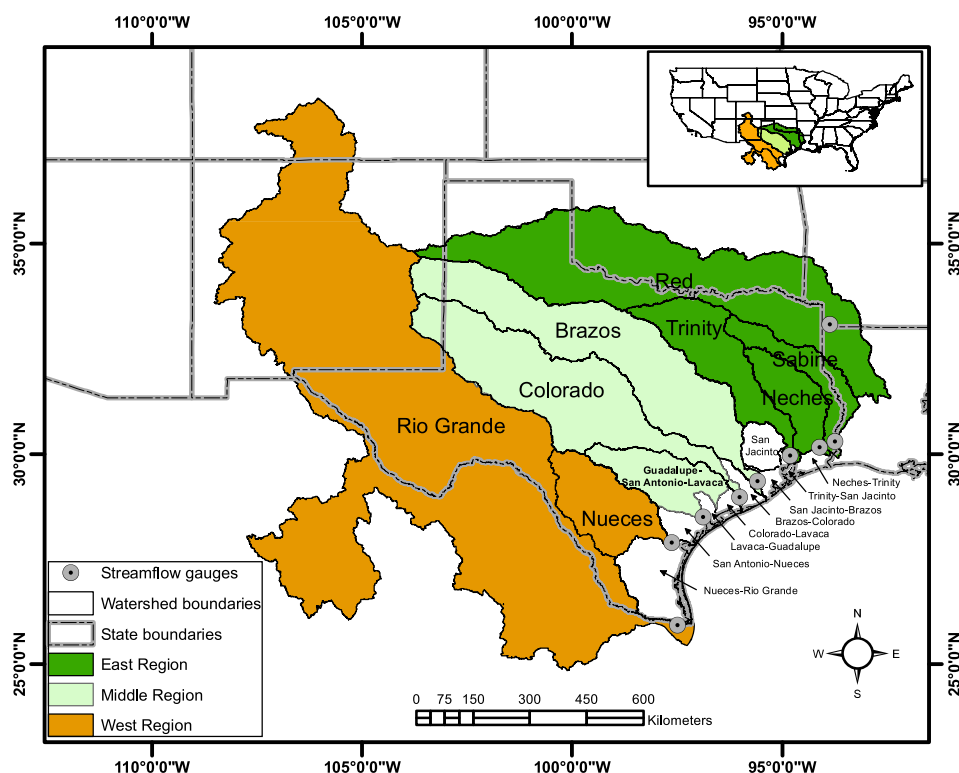 110°0'0"W 105°0'0"W 100°0'0"W 95°0'0"W
35°0'0"N
30°0'0"N
25°0'0"N
35°0'0"N
30°0'0"N
25°0'0"N
Red
Brazos
Trinity
Sabine
Colorado
Neches
Rio Grande
San
Jacinto
Guadalupe-
San Antonio-Lavaca
Nueces
Neches-Trinity
Trinity-San Jacinto
San Jacinto-Brazos
Brazos-Colorado
Colorado-Lavaca
Lavaca-Guadalupe
San Antonio-Nueces
Nueces-Rio Grande
Streamflow gauges
Watershed boundaries
State boundaries
East Region
Middle Region
West Region
N
W E
S
0 75 150 300 450 600
Kilometers
110°0'0"W 105°0'0"W 100°0'0"W 95°0'0"W